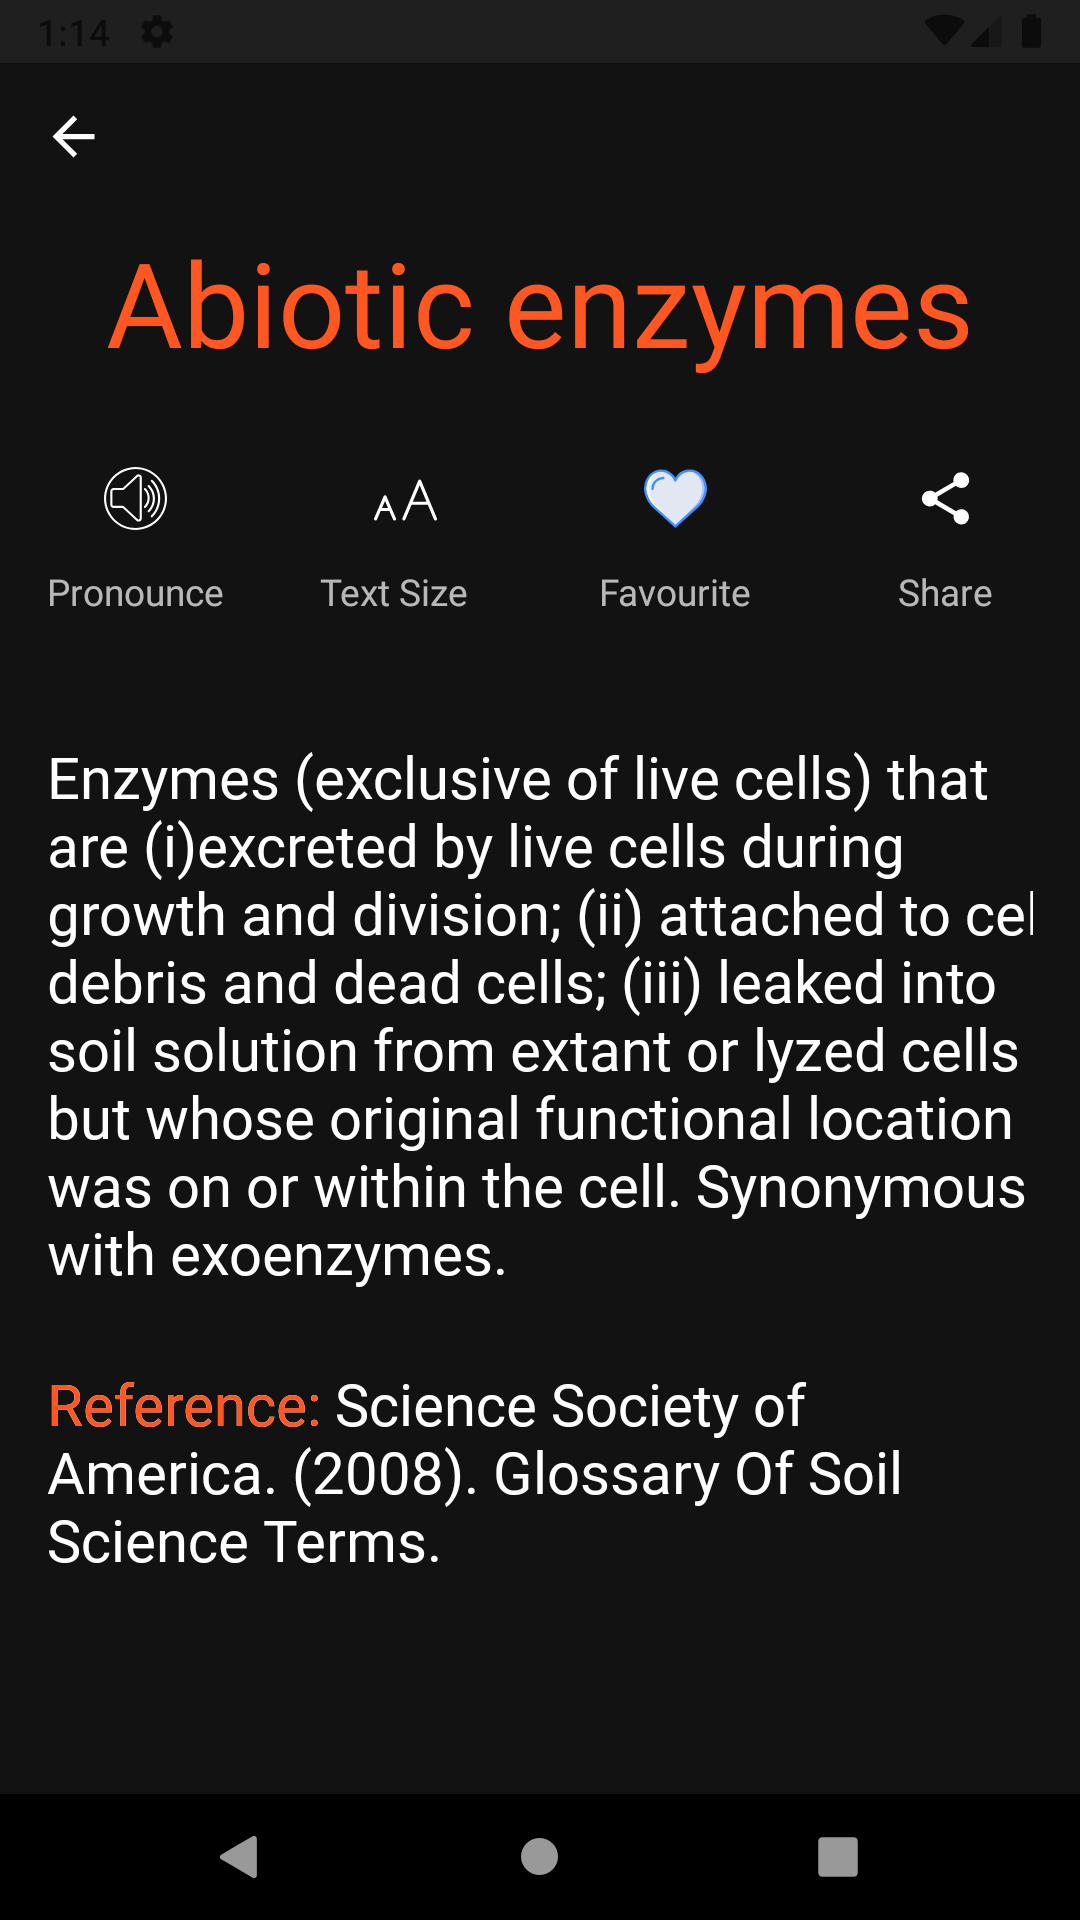 1:14
Abiotic enzymes
Pronounce
Text Size
Favourite
Share
Enzymes (exclusive of live cells) that
are (i)excreted by live cells during
growth and division; (ii) attached to cel
debris and dead cells; (iii) leaked into
soil solution from extant or lyzed cells
but whose original functional location
was on or within the cell. Synonymous
with exoenzymes.
Reference: Science Society of
America. (2008). Glossary Of Soil
Science Terms.